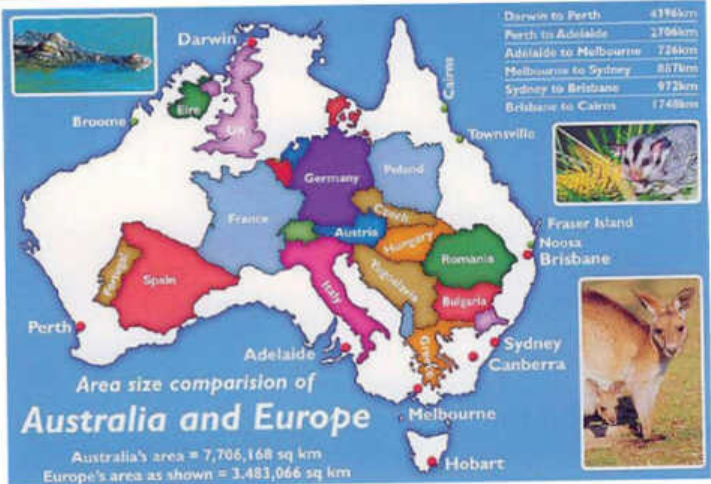 Darwin to Perth 4396km
Perth to Adelaide 2706km
Adelaide to Melbourne 726km
Melbourne to Sydney 887km
Sydney to Brisbane 972km
Brisbane to Cairns 1748km
Darwin
Cairns
Broome
Eire
UK
Townsville
Germany
Poland
France
Czech
Austria
Hungary
Romania
Fraser Island
Noosa
Brisbane
Portugal
Spain
Italy
Yugoslavia
Bulgaria
Greece
Perth
Adelaide
Sydney
Canberra
Melbourne
Hobart
Area size comparision of
Australia and Europe
Australia's area = 7,706,168 sq km
Europe's area as shown = 3,483,066 sq km